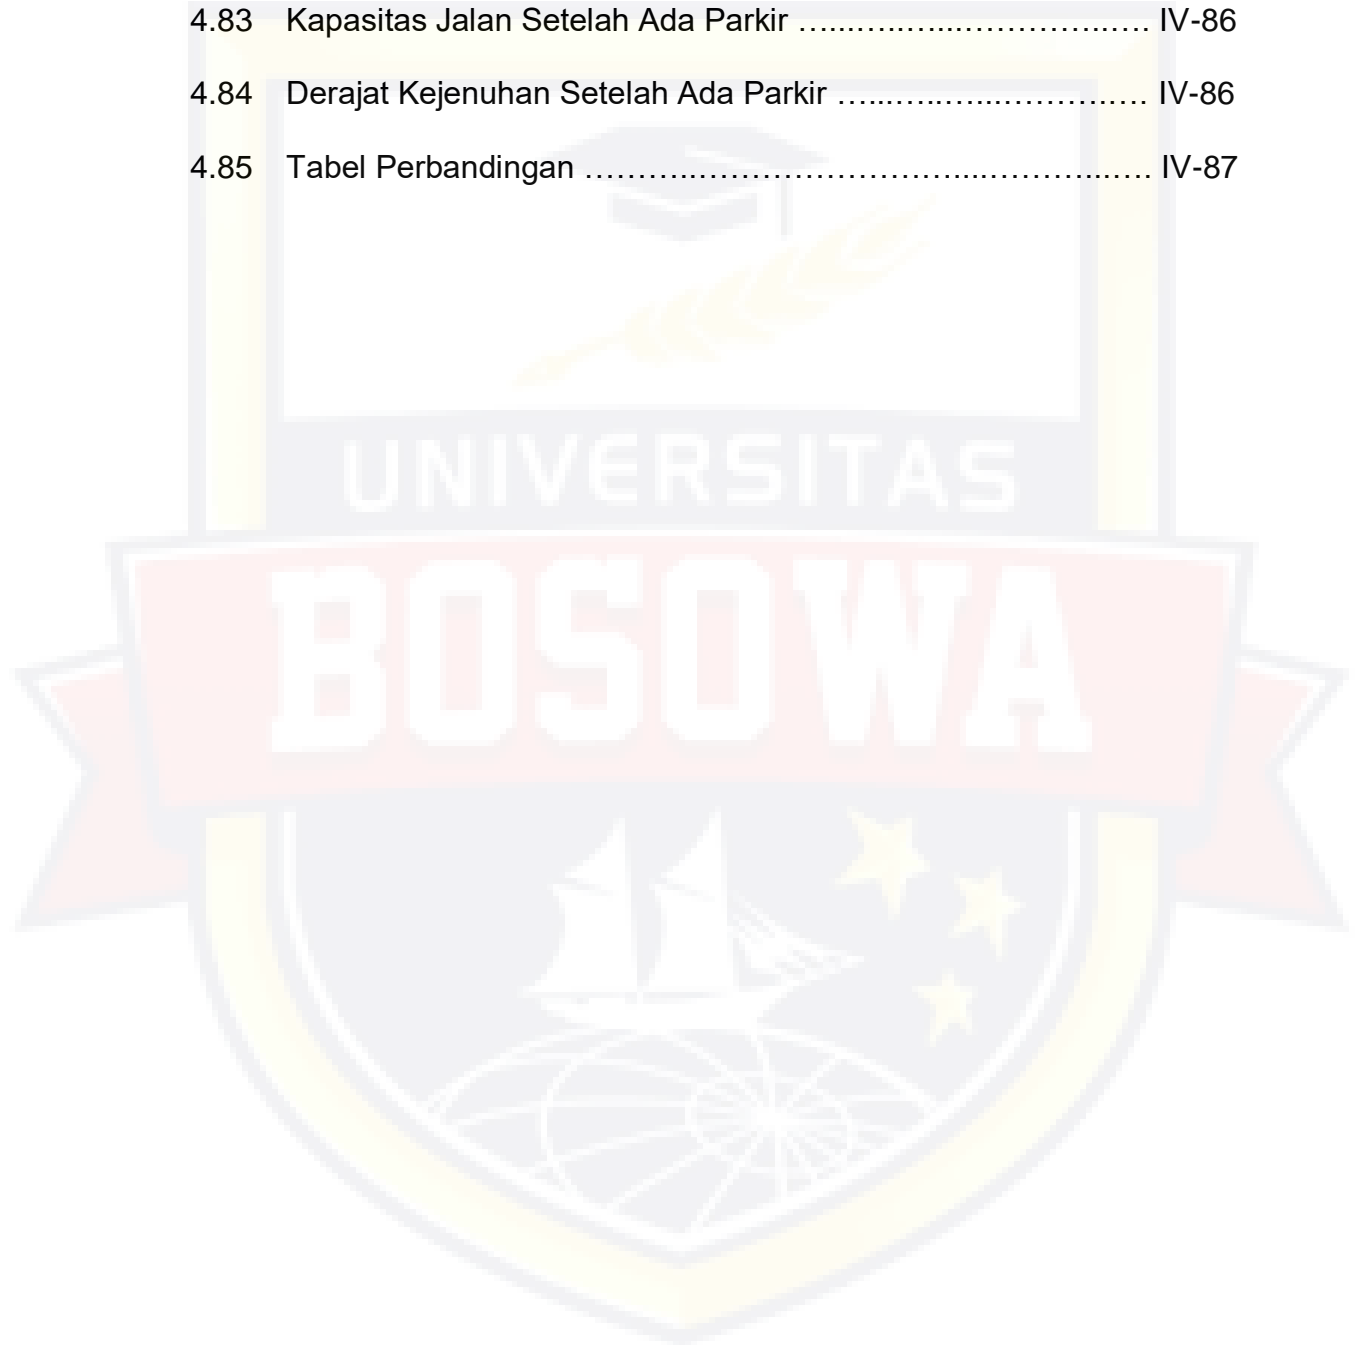 4.83 Kapasitas Jalan Setelah Ada Parkir …...…..…...…………..…. IV-86
4.84 Derajat Kejenuhan Setelah Ada Parkir …..…..…...………..…. IV-86
4.85 Tabel Perbandingan ………..……………………...………...…. IV-87
UNIVERSITAS
BOSOWA